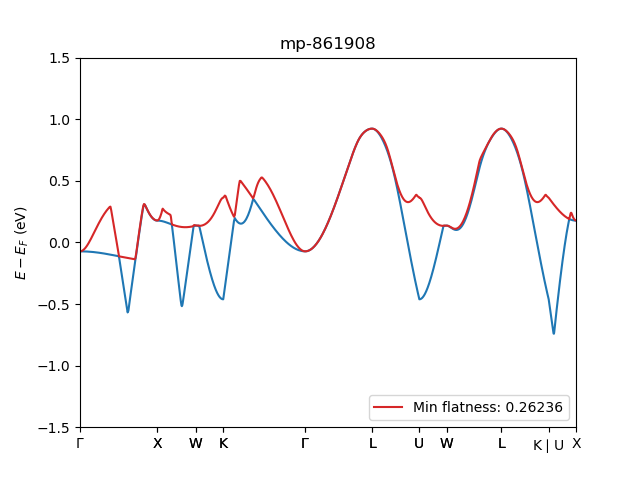 mp-861908
E − E_F (eV)
1.5
1.0
0.5
0.0
−0.5
−1.0
−1.5
Min flatness: 0.26236
Γ X W K Γ L U W L K | U X